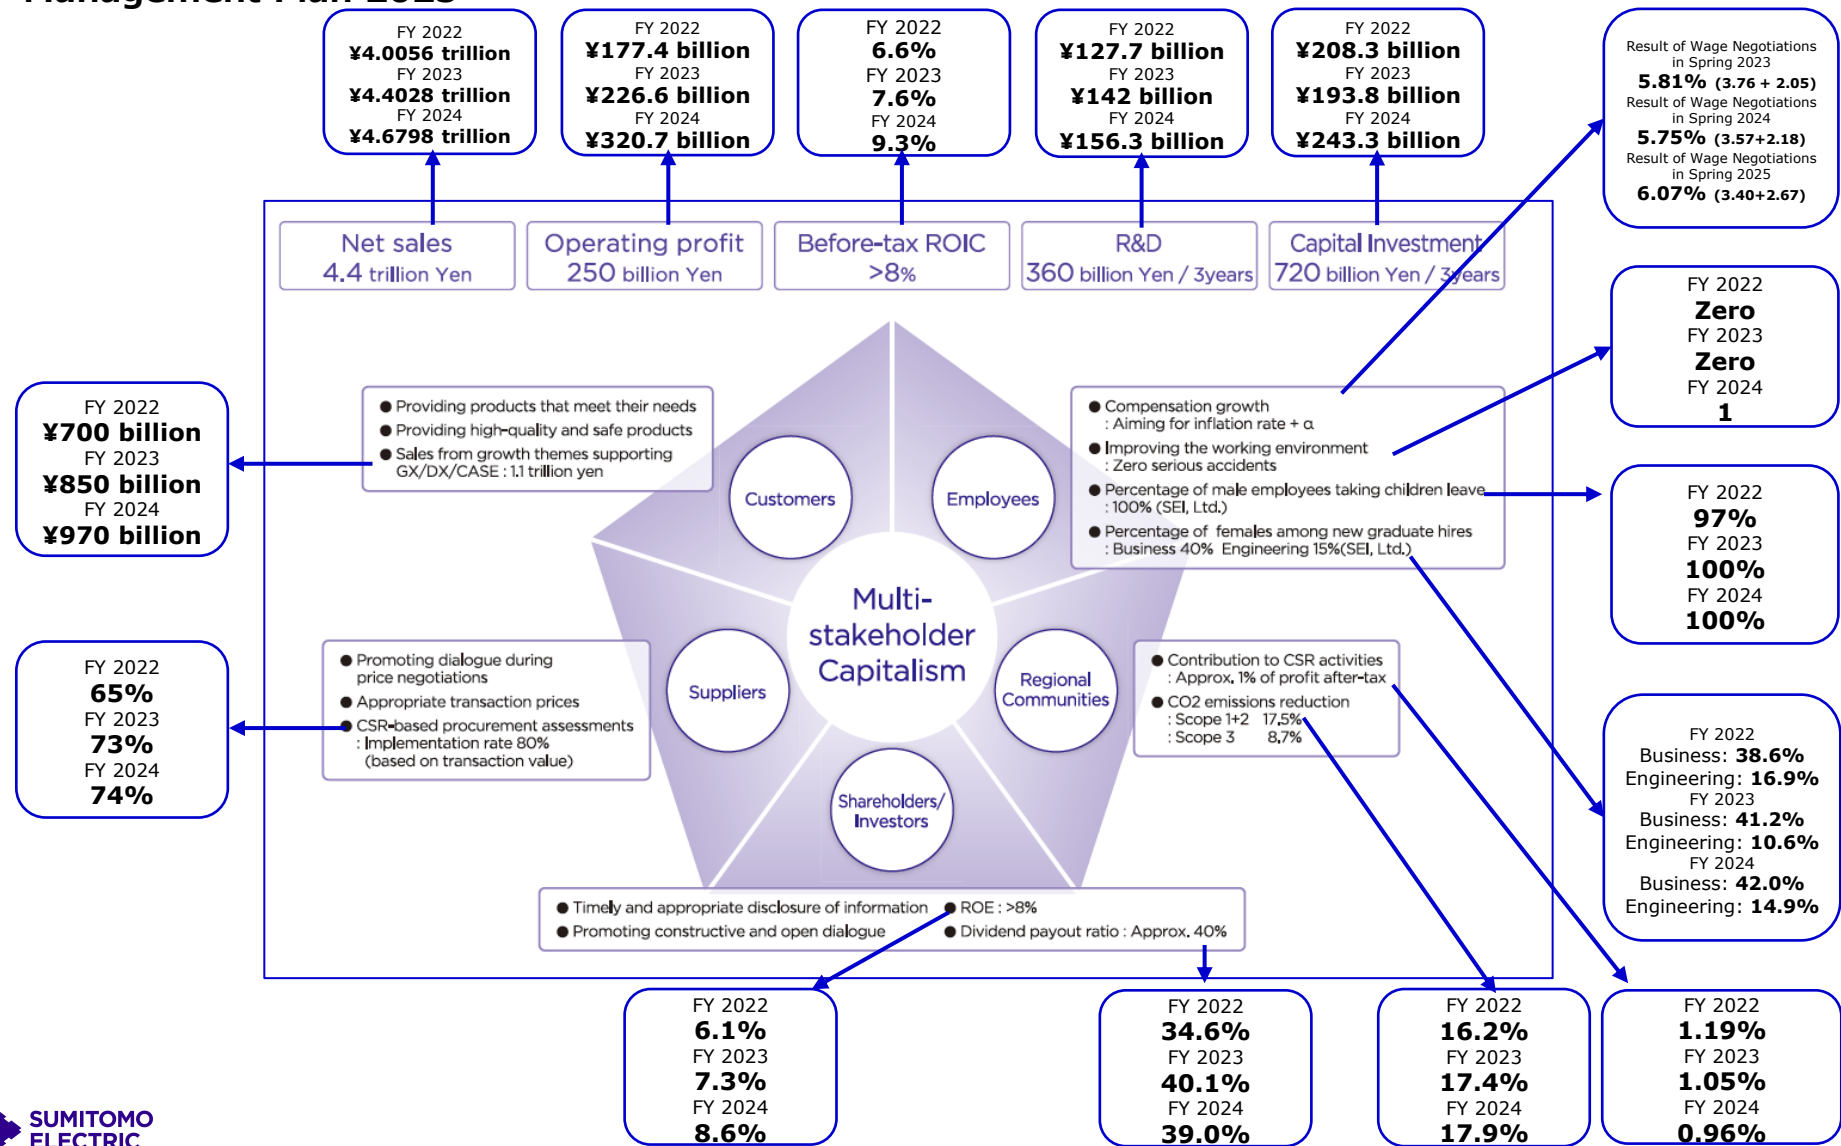 Management Plan 2025
FY 2022
¥4.0056 trillion
FY 2023
¥4.4028 trillion
FY 2024
¥4.6798 trillion
FY 2022
¥177.4 billion
FY 2023
¥226.6 billion
FY 2024
¥320.7 billion
FY 2022
6.6%
FY 2023
7.6%
FY 2024
9.3%
FY 2022
¥127.7 billion
FY 2023
¥142 billion
FY 2024
¥156.3 billion
FY 2022
¥208.3 billion
FY 2023
¥193.8 billion
FY 2024
¥243.3 billion
Result of Wage Negotiations
in Spring 2023
5.81% (3.76 + 2.05)
Result of Wage Negotiations
in Spring 2024
5.75% (3.57+2.18)
Result of Wage Negotiations
in Spring 2025
6.07% (3.40+2.67)
Net sales
4.4 trillion Yen
Operating profit
250 billion Yen
Before-tax ROIC
>8%
R&D
360 billion Yen / 3years
Capital Investment
720 billion Yen / 3years
FY 2022
Zero
FY 2023
Zero
FY 2024
1
FY 2022
¥700 billion
FY 2023
¥850 billion
FY 2024
¥970 billion
● Providing products that meet their needs
● Providing high-quality and safe products
● Sales from growth themes supporting
GX/DX/CASE : 1.1 trillion yen
Customers
Employees
● Compensation growth
: Aiming for inflation rate + α
● Improving the working environment
: Zero serious accidents
● Percentage of male employees taking children leave
: 100% (SEI, Ltd.)
● Percentage of females among new graduate hires
: Business 40% Engineering 15%(SEI, Ltd.)
FY 2022
97%
FY 2023
100%
FY 2024
100%
Multi-
stakeholder
Capitalism
FY 2022
65%
FY 2023
73%
FY 2024
74%
● Promoting dialogue during
price negotiations
● Appropriate transaction prices
● CSR-based procurement assessments
: Implementation rate 80%
(based on transaction value)
Suppliers
Regional
Communities
● Contribution to CSR activities
: Approx. 1% of profit after-tax
● CO2 emissions reduction
: Scope 1+2 17.5%
: Scope 3 8.7%
FY 2022
Business: 38.6%
Engineering: 16.9%
FY 2023
Business: 41.2%
Engineering: 10.6%
FY 2024
Business: 42.0%
Engineering: 14.9%
Shareholders/
Investors
● Timely and appropriate disclosure of information ● ROE : >8%
● Promoting constructive and open dialogue ● Dividend payout ratio : Approx. 40%
FY 2022
6.1%
FY 2023
7.3%
FY 2024
8.6%
FY 2022
34.6%
FY 2023
40.1%
FY 2024
39.0%
FY 2022
16.2%
FY 2023
17.4%
FY 2024
17.9%
FY 2022
1.19%
FY 2023
1.05%
FY 2024
0.96%
SUMITOMO
ELECTRIC